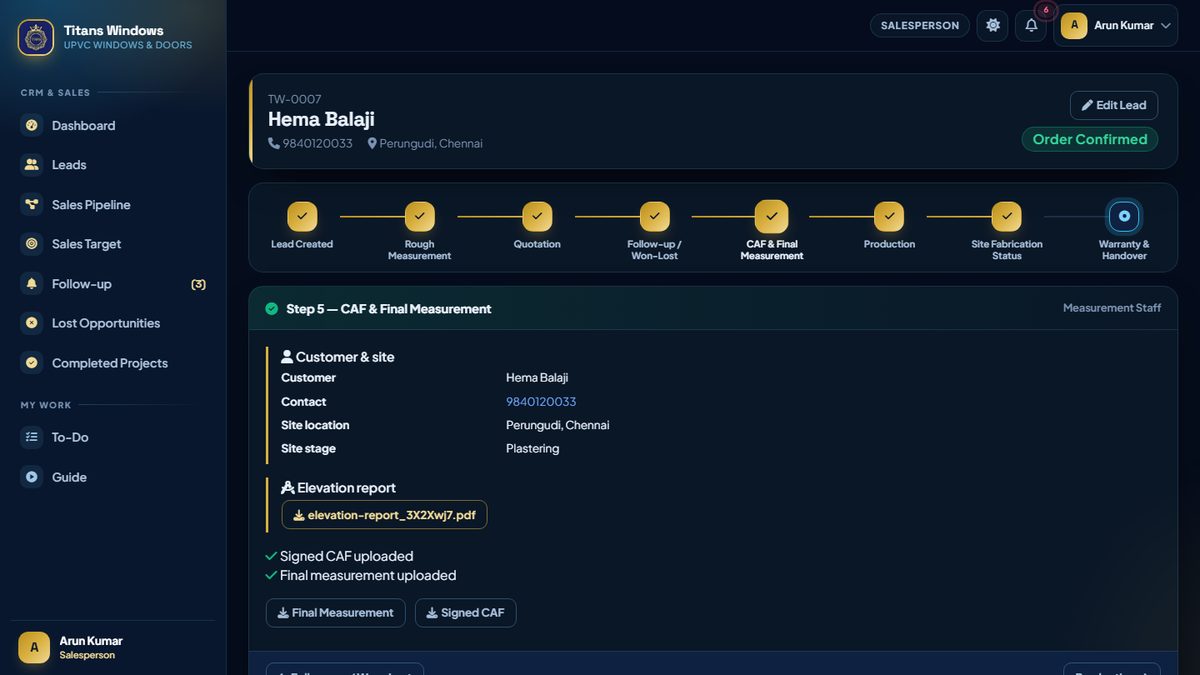 Titans Windows
UPVC WINDOWS & DOORS
CRM & SALES
Dashboard
Leads
Sales Pipeline
Sales Target
Follow-up (3)
Lost Opportunities
Completed Projects
MY WORK
To-Do
Guide
A
Arun Kumar
Salesperson
SALESPERSON
6
A
Arun Kumar
TW-0007
Hema Balaji
9840120033 Perungudi, Chennai
Edit Lead
Order Confirmed
Lead Created
Rough
Measurement
Quotation
Follow-up /
Won-Lost
CAF & Final
Measurement
Production
Site Fabrication
Status
Warranty &
Handover
Step 5 — CAF & Final Measurement
Measurement Staff
Customer & site
Customer Hema Balaji
Contact 9840120033
Site location Perungudi, Chennai
Site stage Plastering
Elevation report
elevation-report_3X2Xwj7.pdf
Signed CAF uploaded
Final measurement uploaded
Final Measurement
Signed CAF